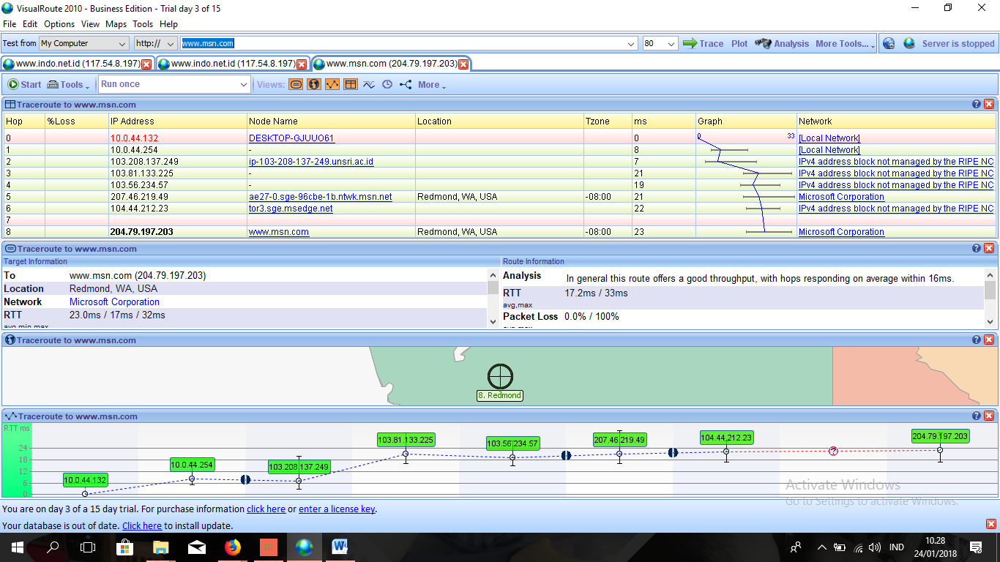 VisualRoute 2010 - Business Edition - Trial day 3 of 15
File Edit Options View Maps Tools Help
Test from My Computer http:// www.msn.com 80 Trace Plot Analysis More Tools... Server is stopped
www.indo.net.id (117.54.8.197) www.indo.net.id (117.54.8.197) www.msn.com (204.79.197.203)
Start Tools Run once Views: More
Traceroute to www.msn.com
Hop %Loss IP Address Node Name Location Tzone ms Graph Network
0 10.0.44.132 DESKTOP-GJUUO61 0 0 33 [Local Network]
1 10.0.44.254 - 8 [Local Network]
2 103.208.137.249 ip-103-208-137-249.unsri.ac.id 7 IPv4 address block not managed by the RIPE NC
3 103.81.133.225 - 21 IPv4 address block not managed by the RIPE NC
4 103.56.234.57 - 19 IPv4 address block not managed by the RIPE NC
5 207.46.219.49 ae27-0.sge-96cbe-1b.ntwk.msn.net Redmond, WA, USA -08:00 21 Microsoft Corporation
6 104.44.212.23 tor3.sge.msedge.net 22 IPv4 address block not managed by the RIPE NC
7
8 204.79.197.203 www.msn.com Redmond, WA, USA -08:00 23 Microsoft Corporation
Traceroute to www.msn.com
Target Information
To www.msn.com (204.79.197.203)
Location Redmond, WA, USA
Network Microsoft Corporation
RTT 23.0ms / 17ms / 32ms
avg,min,max
Route Information
Analysis In general this route offers a good throughput, with hops responding on average within 16ms.
RTT 17.2ms / 33ms
avg,max
Packet Loss 0.0% / 100%
Traceroute to www.msn.com
8. Redmond
Traceroute to www.msn.com
RTT ms
24
18
12
6
0
10.0.44.132
10.0.44.254
103.208.137.249
103.81.133.225
103.56.234.57
207.46.219.49
104.44.212.23
204.79.197.203
Activate Windows
Go to Settings to activate Windows.
You are on day 3 of a 15 day trial. For purchase information click here or enter a license key.
Your database is out of date. Click here to install update.
IND
10.28
24/01/2018